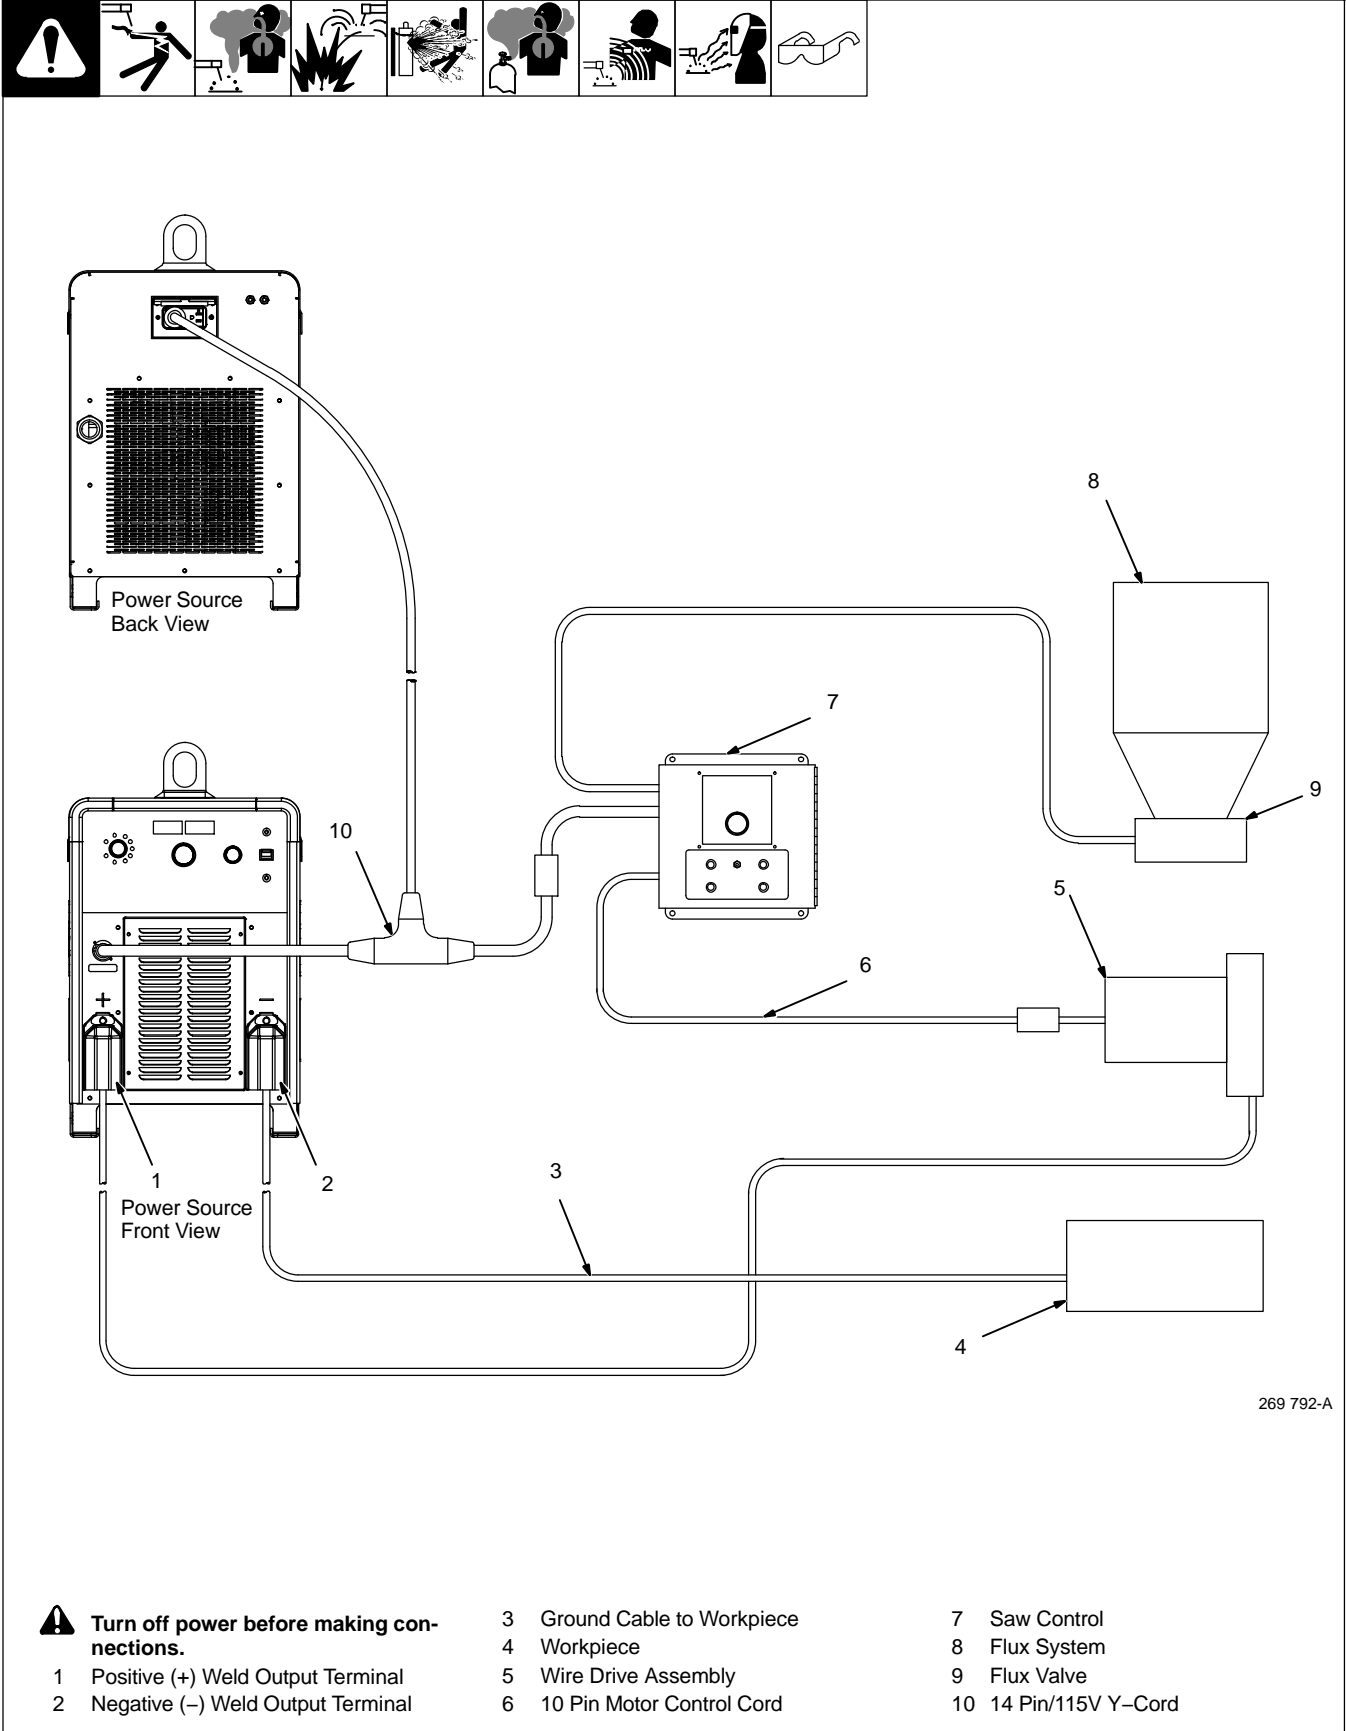 Power Source
Back View
8
7
9
10
5
6
+
−
1
2
3
Power Source
Front View
4
269 792-A
Turn off power before making con-
nections.
1 Positive (+) Weld Output Terminal
2 Negative (−) Weld Output Terminal
3 Ground Cable to Workpiece
4 Workpiece
5 Wire Drive Assembly
6 10 Pin Motor Control Cord
7 Saw Control
8 Flux System
9 Flux Valve
10 14 Pin/115V Y−Cord